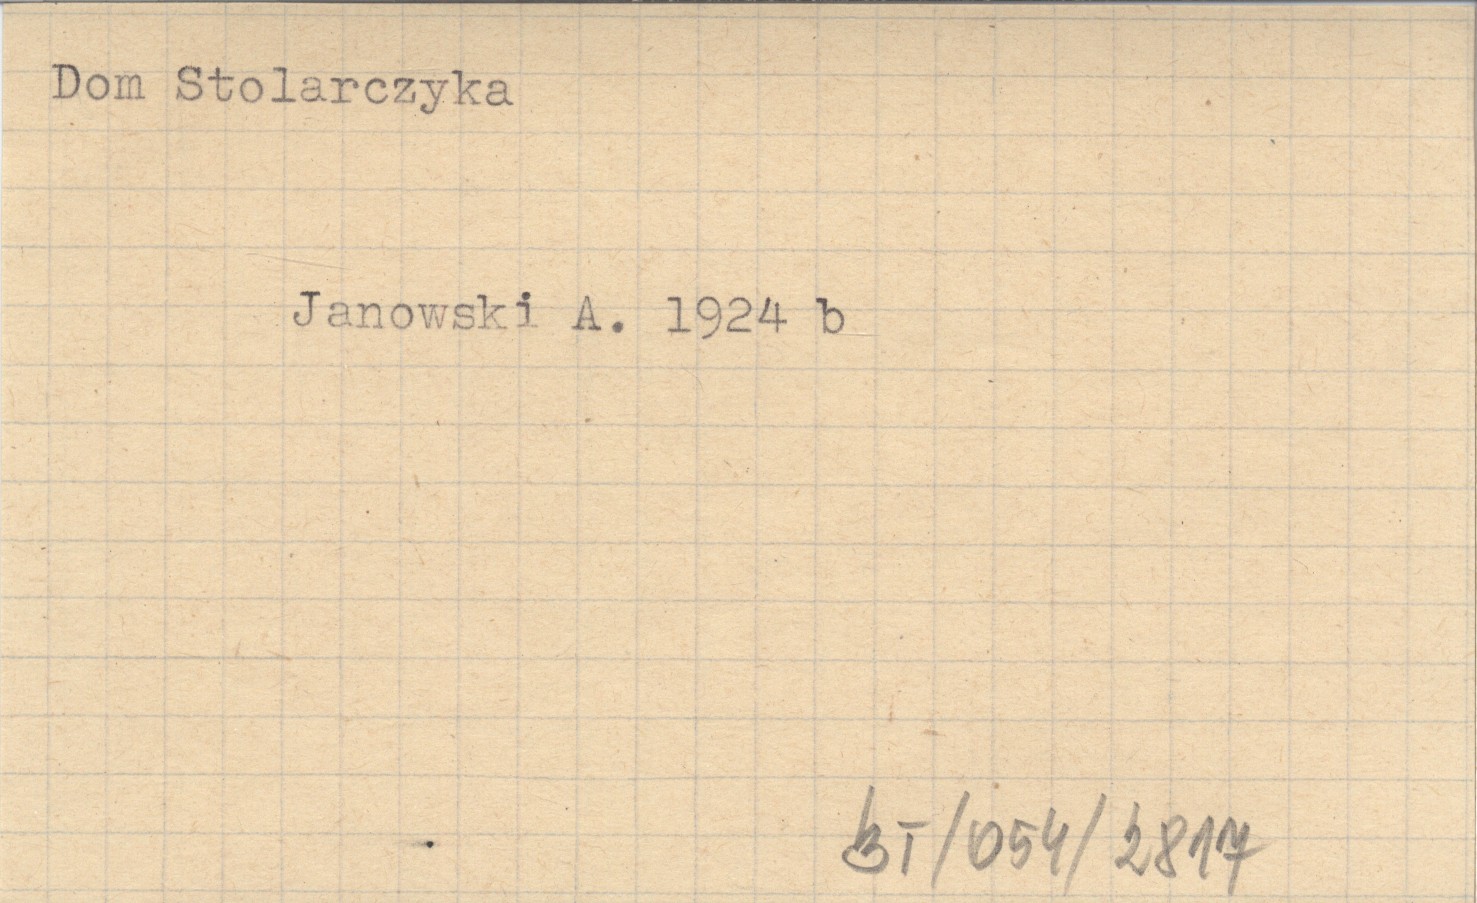 Dom Stolarczyka
Janowski A. 1924 b
BT/054/2817